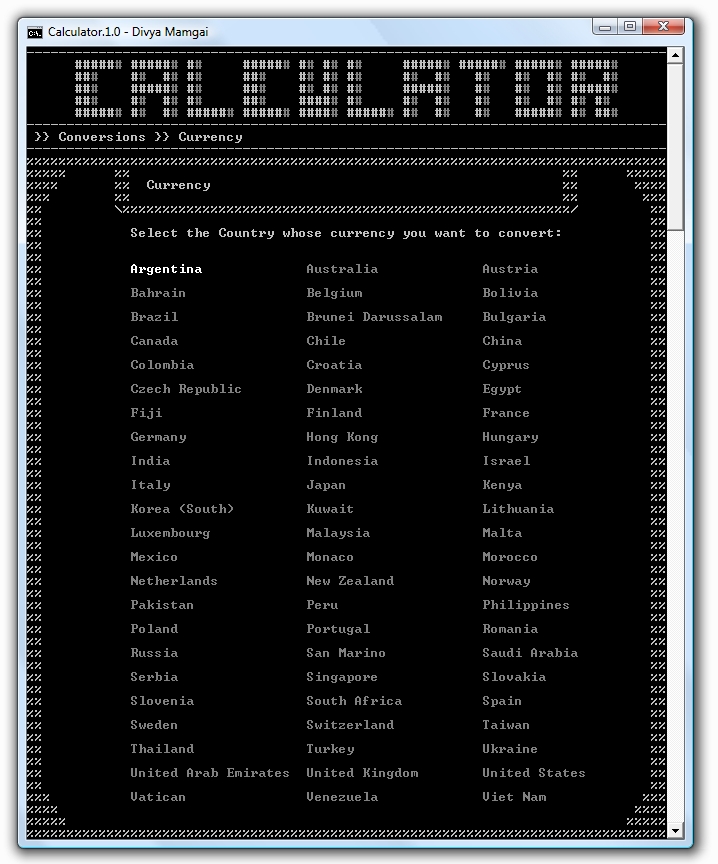 Calculator.1.0 - Divya Mamgai
CALCULATOR
>> Conversions >> Currency
Currency
Select the Country whose currency you want to convert:
Argentina Australia Austria
Bahrain Belgium Bolivia
Brazil Brunei Darussalam Bulgaria
Canada Chile China
Colombia Croatia Cyprus
Czech Republic Denmark Egypt
Fiji Finland France
Germany Hong Kong Hungary
India Indonesia Israel
Italy Japan Kenya
Korea (South) Kuwait Lithuania
Luxembourg Malaysia Malta
Mexico Monaco Morocco
Netherlands New Zealand Norway
Pakistan Peru Philippines
Poland Portugal Romania
Russia San Marino Saudi Arabia
Serbia Singapore Slovakia
Slovenia South Africa Spain
Sweden Switzerland Taiwan
Thailand Turkey Ukraine
United Arab Emirates United Kingdom United States
Vatican Venezuela Viet Nam